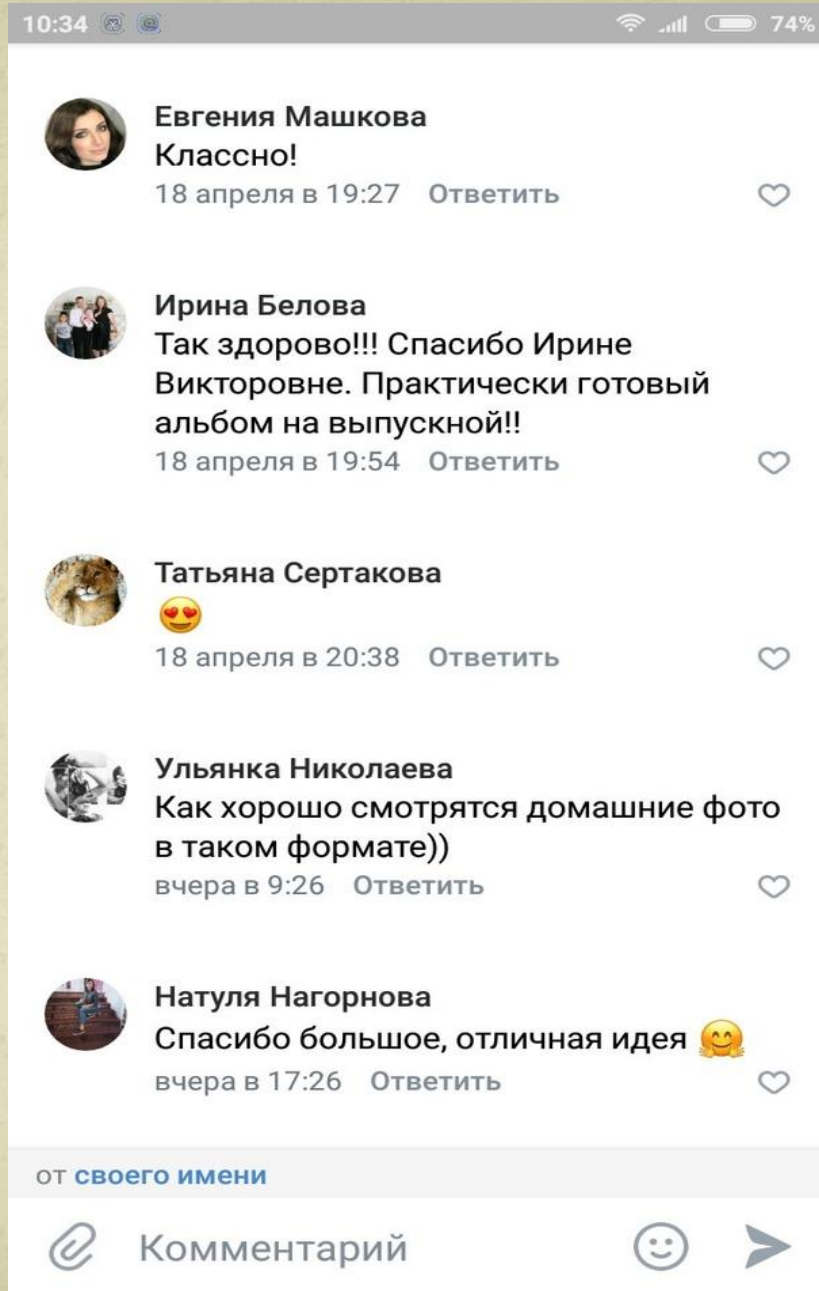 10:34 74%
Евгения Машкова
Классно!
18 апреля в 19:27 Ответить
Ирина Белова
Так здорово!!! Спасибо Ирине
Викторовне. Практически готовый
альбом на выпускной!!
18 апреля в 19:54 Ответить
Татьяна Сертакова
😍
18 апреля в 20:38 Ответить
Ульянка Николаева
Как хорошо смотрятся домашние фото
в таком формате))
вчера в 9:26 Ответить
Натуля Нагорнова
Спасибо большое, отличная идея 🤗
вчера в 17:26 Ответить
от своего имени
Комментарий